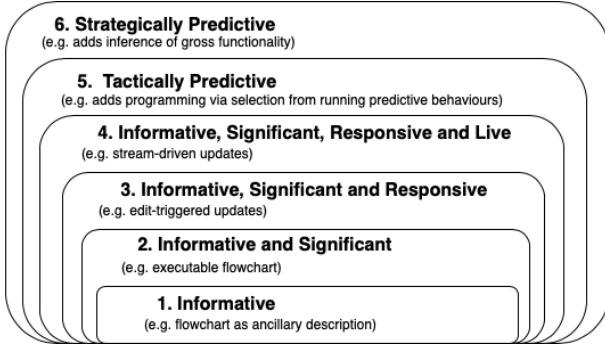 6. Strategically Predictive
(e.g. adds inference of gross functionality)
5. Tactically Predictive
(e.g. adds programming via selection from running predictive behaviours)
4. Informative, Significant, Responsive and Live
(e.g. stream-driven updates)
3. Informative, Significant and Responsive
(e.g. edit-triggered updates)
2. Informative and Significant
(e.g. executable flowchart)
1. Informative
(e.g. flowchart as ancillary description)